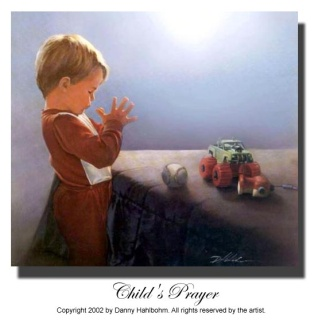 Child's Prayer
Copyright 2002 by Danny Hahlbohm. All rights reserved by the artist.